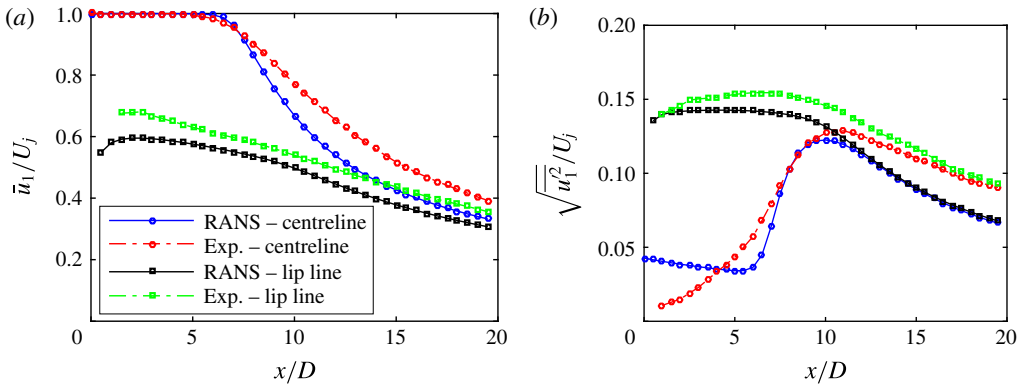 (a)
1.0
0.8
0.6
0.4
0.2
0
5
10
15
20
ū₁/U_j
x/D
RANS – centreline
Exp. – centreline
RANS – lip line
Exp. – lip line
(b)
0.20
0.15
0.10
0.05
0
5
10
15
20
√u₁′²‾/U_j
x/D